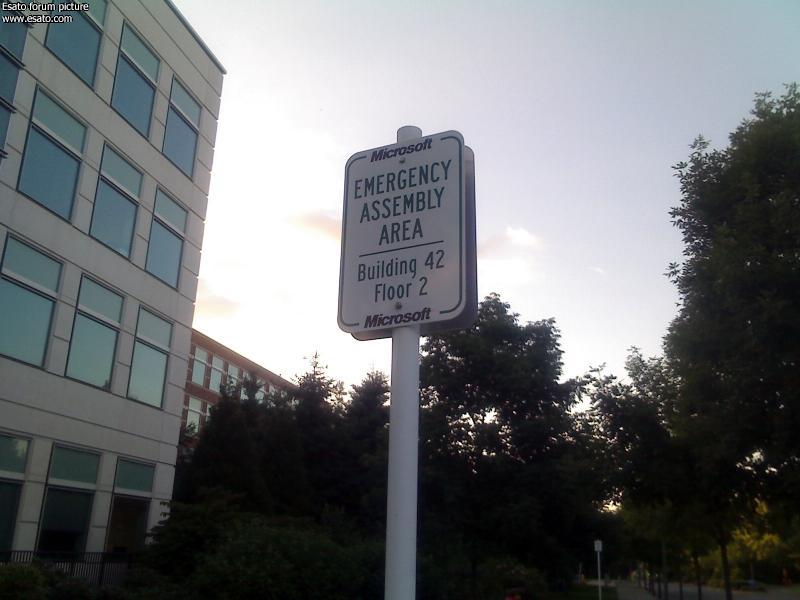 Esato forum picture
www.esato.com
Microsoft
EMERGENCY
ASSEMBLY
AREA
Building 42
Floor 2
Microsoft